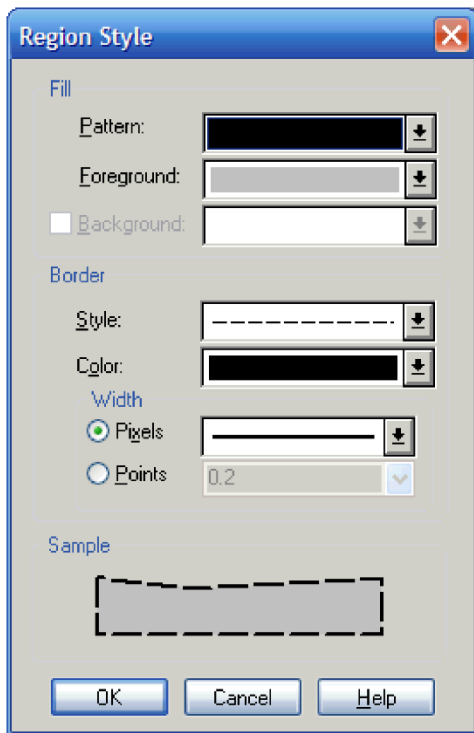 Region Style
Fill
Pattern:
Foreground:
Background:
Border
Style:
Color:
Width
Pixels
Points 0.2
Sample
OK Cancel Help